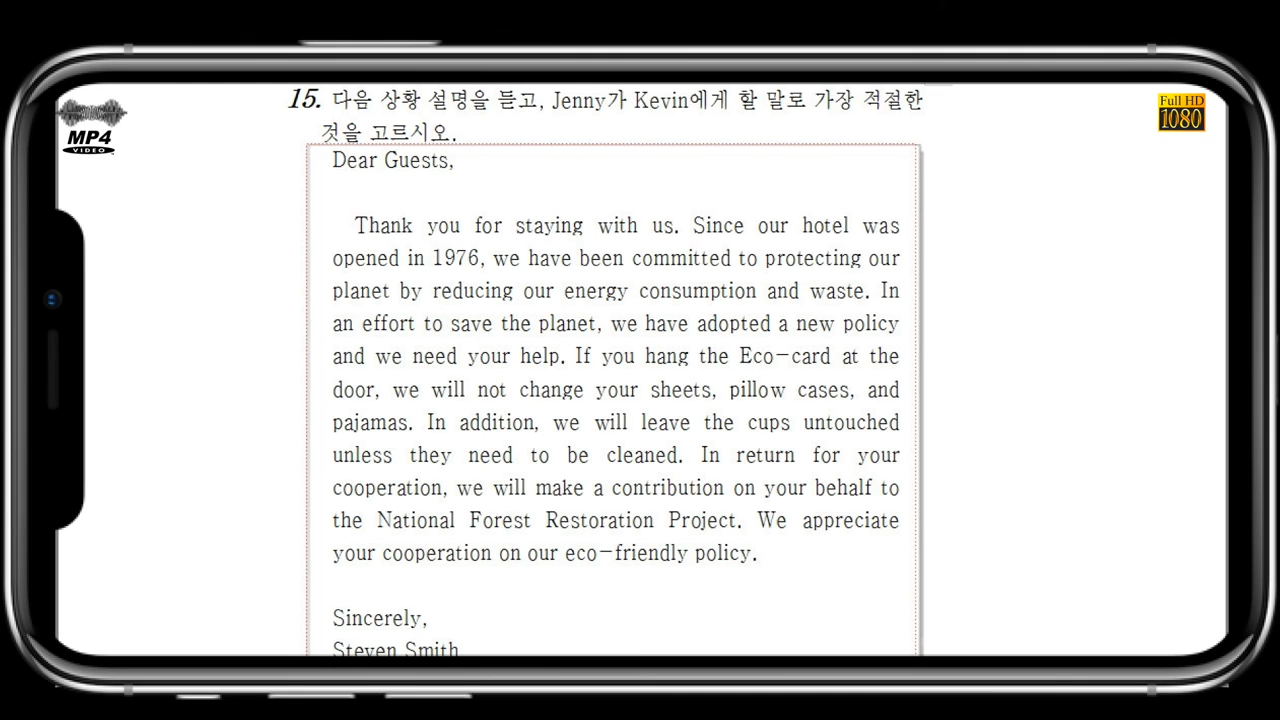 Full HD
1080
MP4
VIDEO
15. 다음 상황 설명을 듣고, Jenny가 Kevin에게 할 말로 가장 적절한
것을 고르시오.
Dear Guests,
Thank you for staying with us. Since our hotel was
opened in 1976, we have been committed to protecting our
planet by reducing our energy consumption and waste. In
an effort to save the planet, we have adopted a new policy
and we need your help. If you hang the Eco-card at the
door, we will not change your sheets, pillow cases, and
pajamas. In addition, we will leave the cups untouched
unless they need to be cleaned. In return for your
cooperation, we will make a contribution on your behalf to
the National Forest Restoration Project. We appreciate
your cooperation on our eco-friendly policy.
Sincerely,
Steven Smith